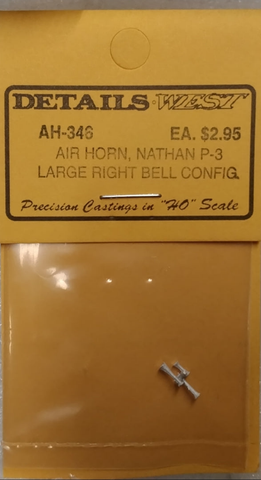 DETAILS WEST
AH-346 EA. $2.95
AIR HORN, NATHAN P-3
LARGE RIGHT BELL CONFIG.
Precision Castings in "HO" Scale